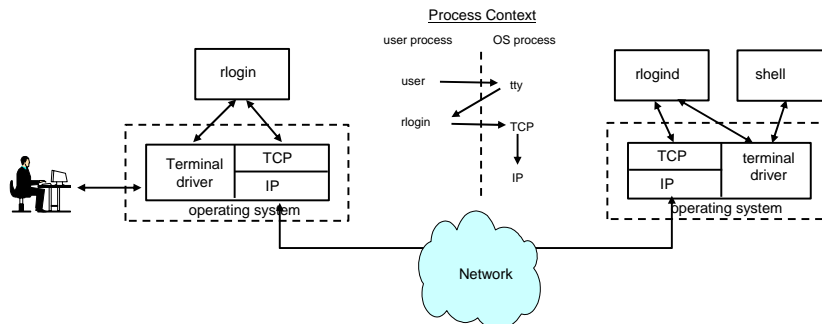 Process Context
user process
OS process
rlogin
user
tty
rlogin
TCP
IP
rlogind
shell
Terminal
driver
TCP
IP
operating system
TCP
IP
terminal
driver
operating system
Network